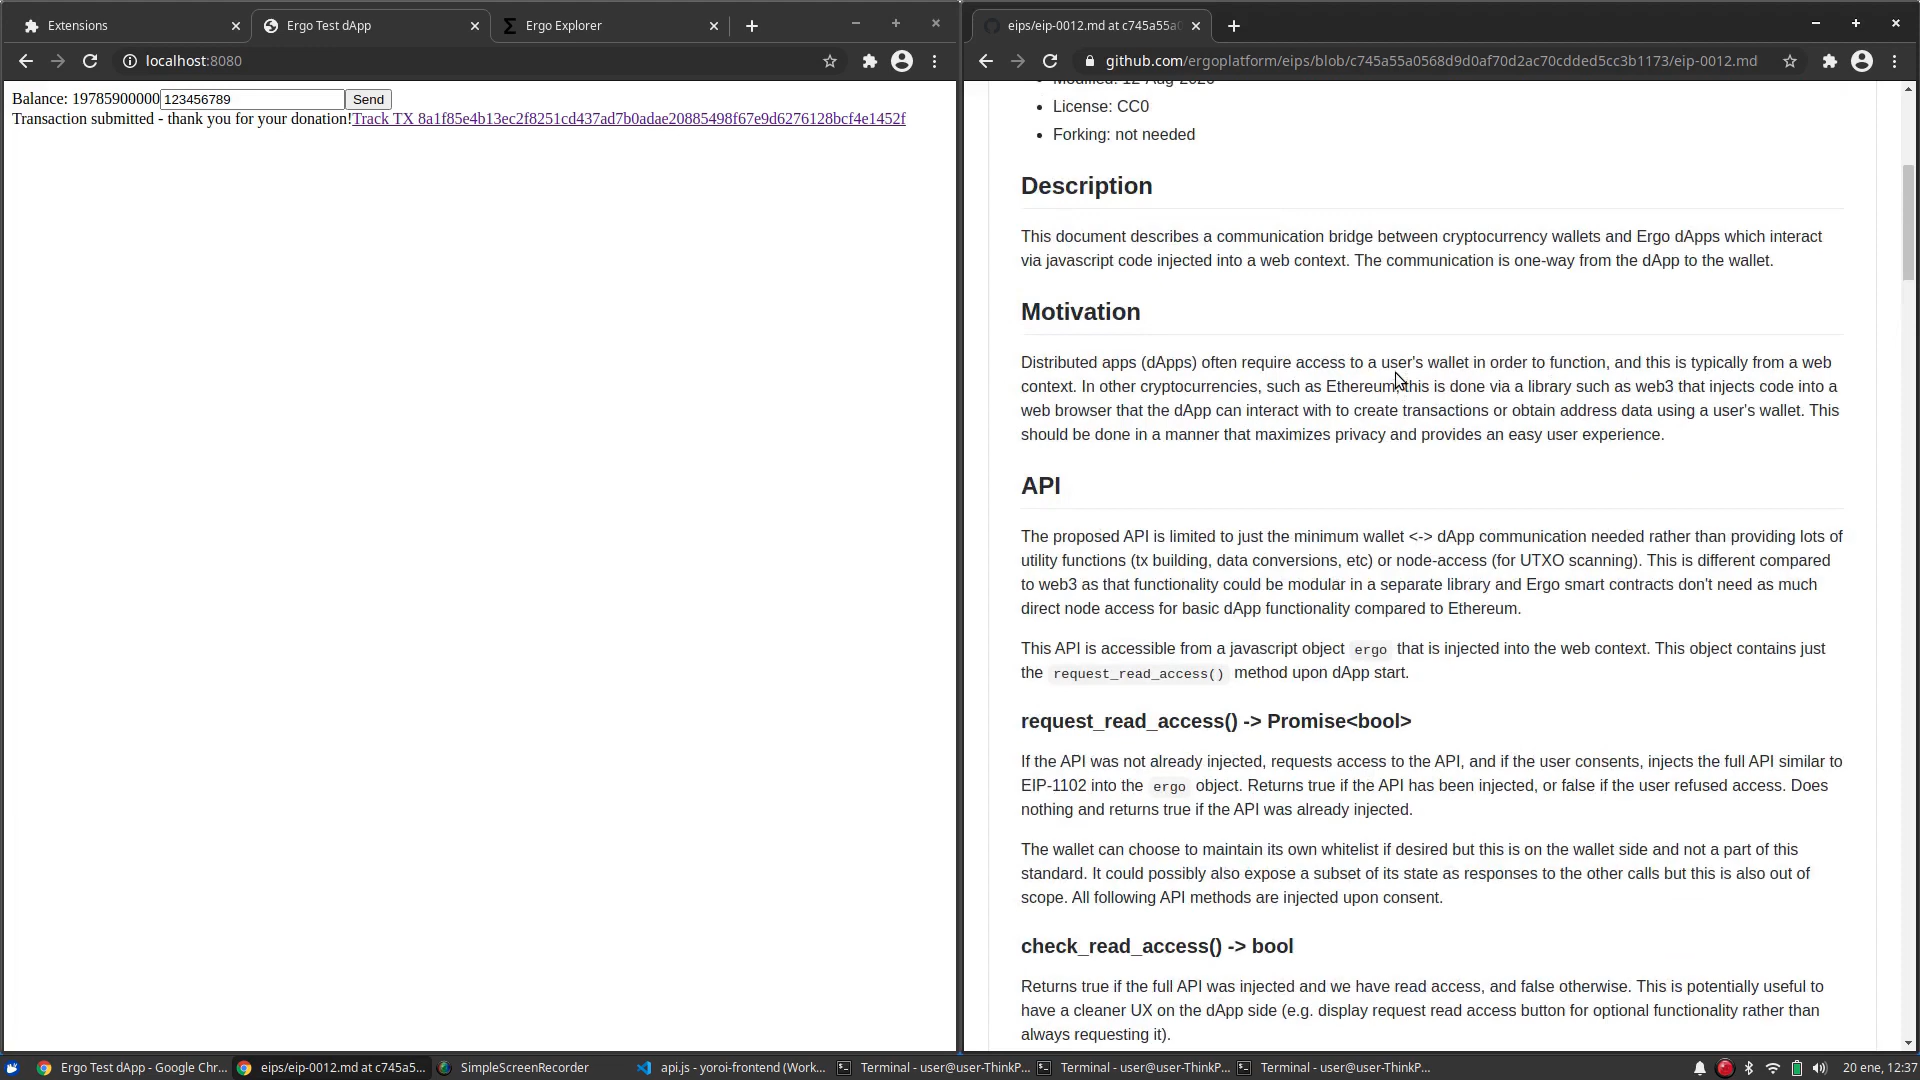 Extensions
Ergo Test dApp
Ergo Explorer
localhost:8080
Balance: 19785900000 123456789 Send
Transaction submitted - thank you for your donation!Track TX 8a1f85e4b13ec2f8251cd437ad7b0adae20885498f67e9d6276128bcf4e1452f
eips/eip-0012.md at c745a55a0
github.com/ergoplatform/eips/blob/c745a55a0568d9d0af70d2ac70cdded5cc3b1173/eip-0012.md
Modified: 12-Aug-2020
License: CC0
Forking: not needed
Description
This document describes a communication bridge between cryptocurrency wallets and Ergo dApps which interact
via javascript code injected into a web context. The communication is one-way from the dApp to the wallet.
Motivation
Distributed apps (dApps) often require access to a user's wallet in order to function, and this is typically from a web
context. In other cryptocurrencies, such as Ethereum, this is done via a library such as web3 that injects code into a
web browser that the dApp can interact with to create transactions or obtain address data using a user's wallet. This
should be done in a manner that maximizes privacy and provides an easy user experience.
API
The proposed API is limited to just the minimum wallet <-> dApp communication needed rather than providing lots of
utility functions (tx building, data conversions, etc) or node-access (for UTXO scanning). This is different compared
to web3 as that functionality could be modular in a separate library and Ergo smart contracts don't need as much
direct node access for basic dApp functionality compared to Ethereum.
This API is accessible from a javascript object ergo that is injected into the web context. This object contains just
the request_read_access() method upon dApp start.
request_read_access() -> Promise<bool>
If the API was not already injected, requests access to the API, and if the user consents, injects the full API similar to
EIP-1102 into the ergo object. Returns true if the API has been injected, or false if the user refused access. Does
nothing and returns true if the API was already injected.
The wallet can choose to maintain its own whitelist if desired but this is on the wallet side and not a part of this
standard. It could possibly also expose a subset of its state as responses to the other calls but this is also out of
scope. All following API methods are injected upon consent.
check_read_access() -> bool
Returns true if the full API was injected and we have read access, and false otherwise. This is potentially useful to
have a cleaner UX on the dApp side (e.g. display request read access button for optional functionality rather than
always requesting it).
Ergo Test dApp - Google Chr...
eips/eip-0012.md at c745a5...
SimpleScreenRecorder
api.js - yoroi-frontend (Work...
Terminal - user@user-ThinkP...
Terminal - user@user-ThinkP...
Terminal - user@user-ThinkP...
20 ene, 12:37